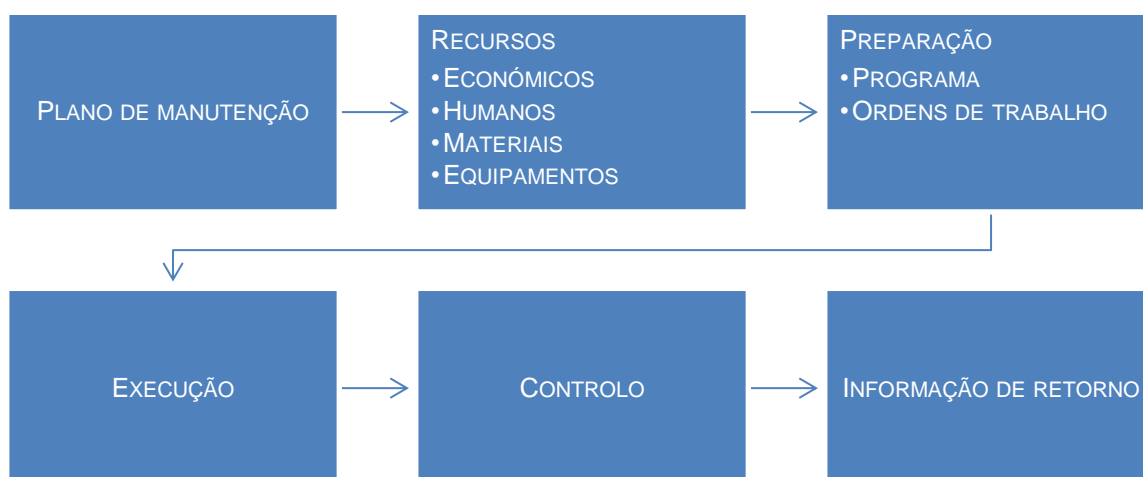 PLANO DE MANUTENÇÃO
RECURSOS
•ECONÓMICOS
•HUMANOS
•MATERIAIS
•EQUIPAMENTOS
PREPARAÇÃO
•PROGRAMA
•ORDENS DE TRABALHO
EXECUÇÃO
CONTROLO
INFORMAÇÃO DE RETORNO